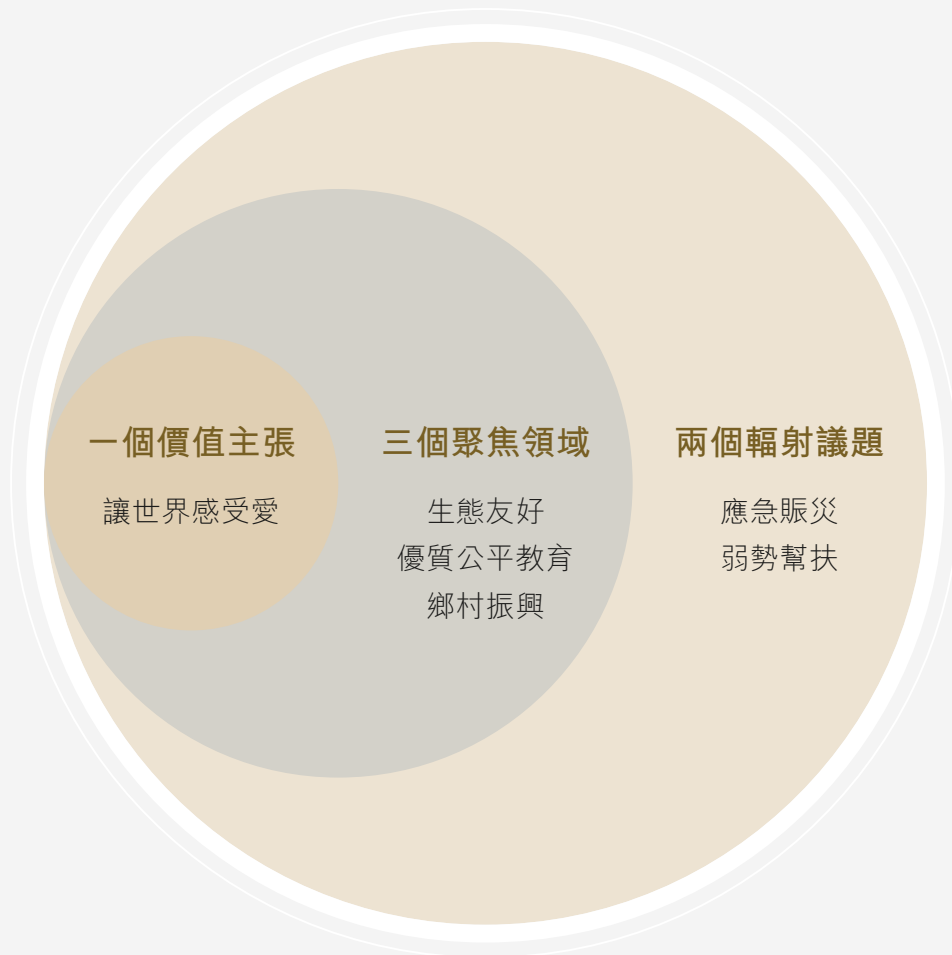 一個價值主張
讓世界感受愛
三個聚焦領域
生態友好
優質公平教育
鄉村振興
兩個輻射議題
應急賑災
弱勢幫扶